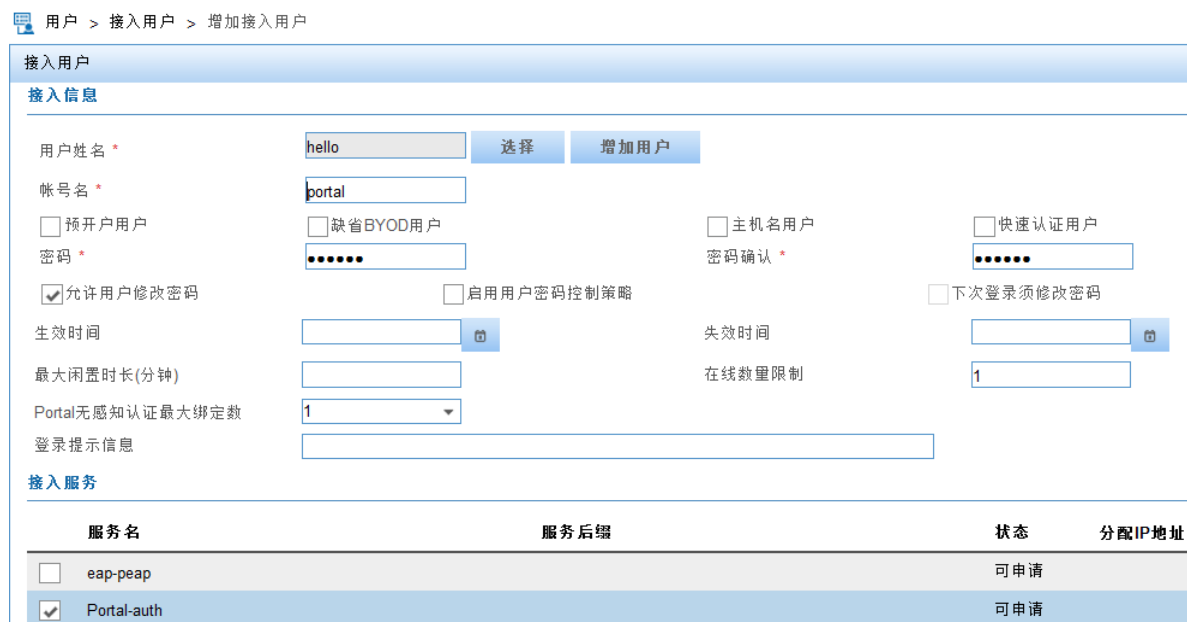 用户 > 接入用户 > 增加接入用户
接入用户
接入信息
用户姓名 * hello 选择 增加用户
帐号名 * portal
预开户用户 缺省BYOD用户 主机名用户 快速认证用户
密码 * ●●●●●● 密码确认 * ●●●●●●
允许用户修改密码 启用用户密码控制策略 下次登录须修改密码
生效时间 失效时间
最大闲置时长(分钟) 在线数量限制 1
Portal无感知认证最大绑定数 1
登录提示信息
接入服务
服务名 服务后缀 状态 分配IP地址
eap-peap 可申请
Portal-auth 可申请